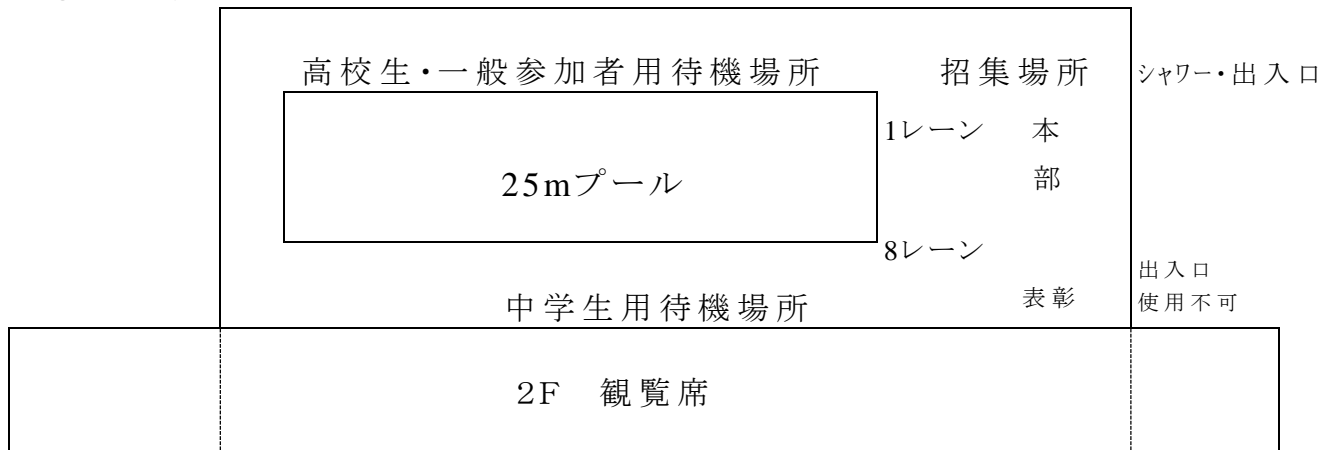 高校生・一般参加者用待機場所 招集場所 シャワー・出入口
1レーン 本
25mプール 部
8レーン
出入口
中学生用待機場所 表彰 使用不可
2F 観覧席